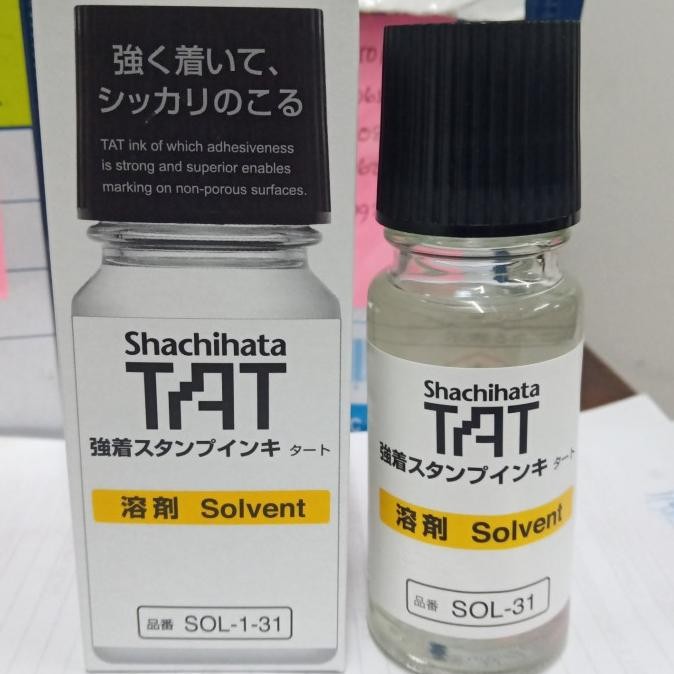 強く着いて、
シッカリのこる
TAT ink of which adhesiveness
is strong and superior enables
marking on non-porous surfaces.
Shachihata
TAT
強着スタンプインキ タート
溶剤 Solvent
品番 SOL-1-31
Shachihata
TAT
強着スタンプインキ タート
溶剤 Solvent
品番 SOL-31